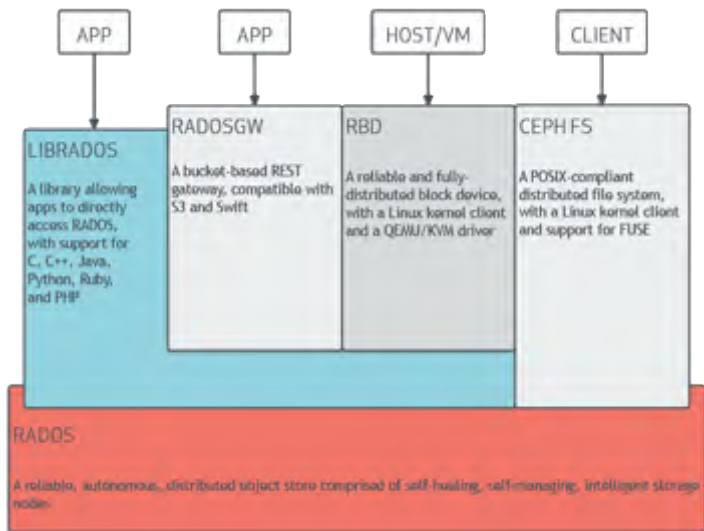 APP
APP
HOST/VM
CLIENT
LIBRADOS
A library allowing
apps to directly
access RADOS,
with support for
C, C++, Java,
Python, Ruby,
and PHP
RADOSGW
A bucket-based REST
gateway, compatible with
S3 and Swift
RBD
A reliable and fully-
distributed block device,
with a Linux kernel client
and a QEMU/KVM driver
CEPH FS
A POSIX-compliant
distributed file system,
with a Linux kernel client
and support for FUSE
RADOS
A reliable, autonomous, distributed object store comprised of self-healing, self-managing, intelligent storage
nodes